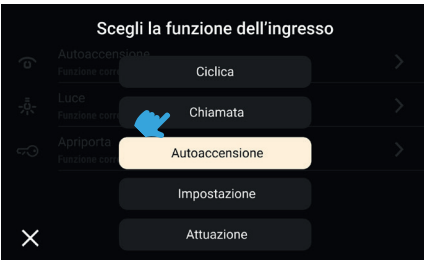 Scegli la funzione dell'ingresso
Autoaccensione
Funzione corr
Ciclica
Luce
Funzione corr
Chiamata
Autoaccensione
Apriporta
Funzione corr
Impostazione
Attuazione